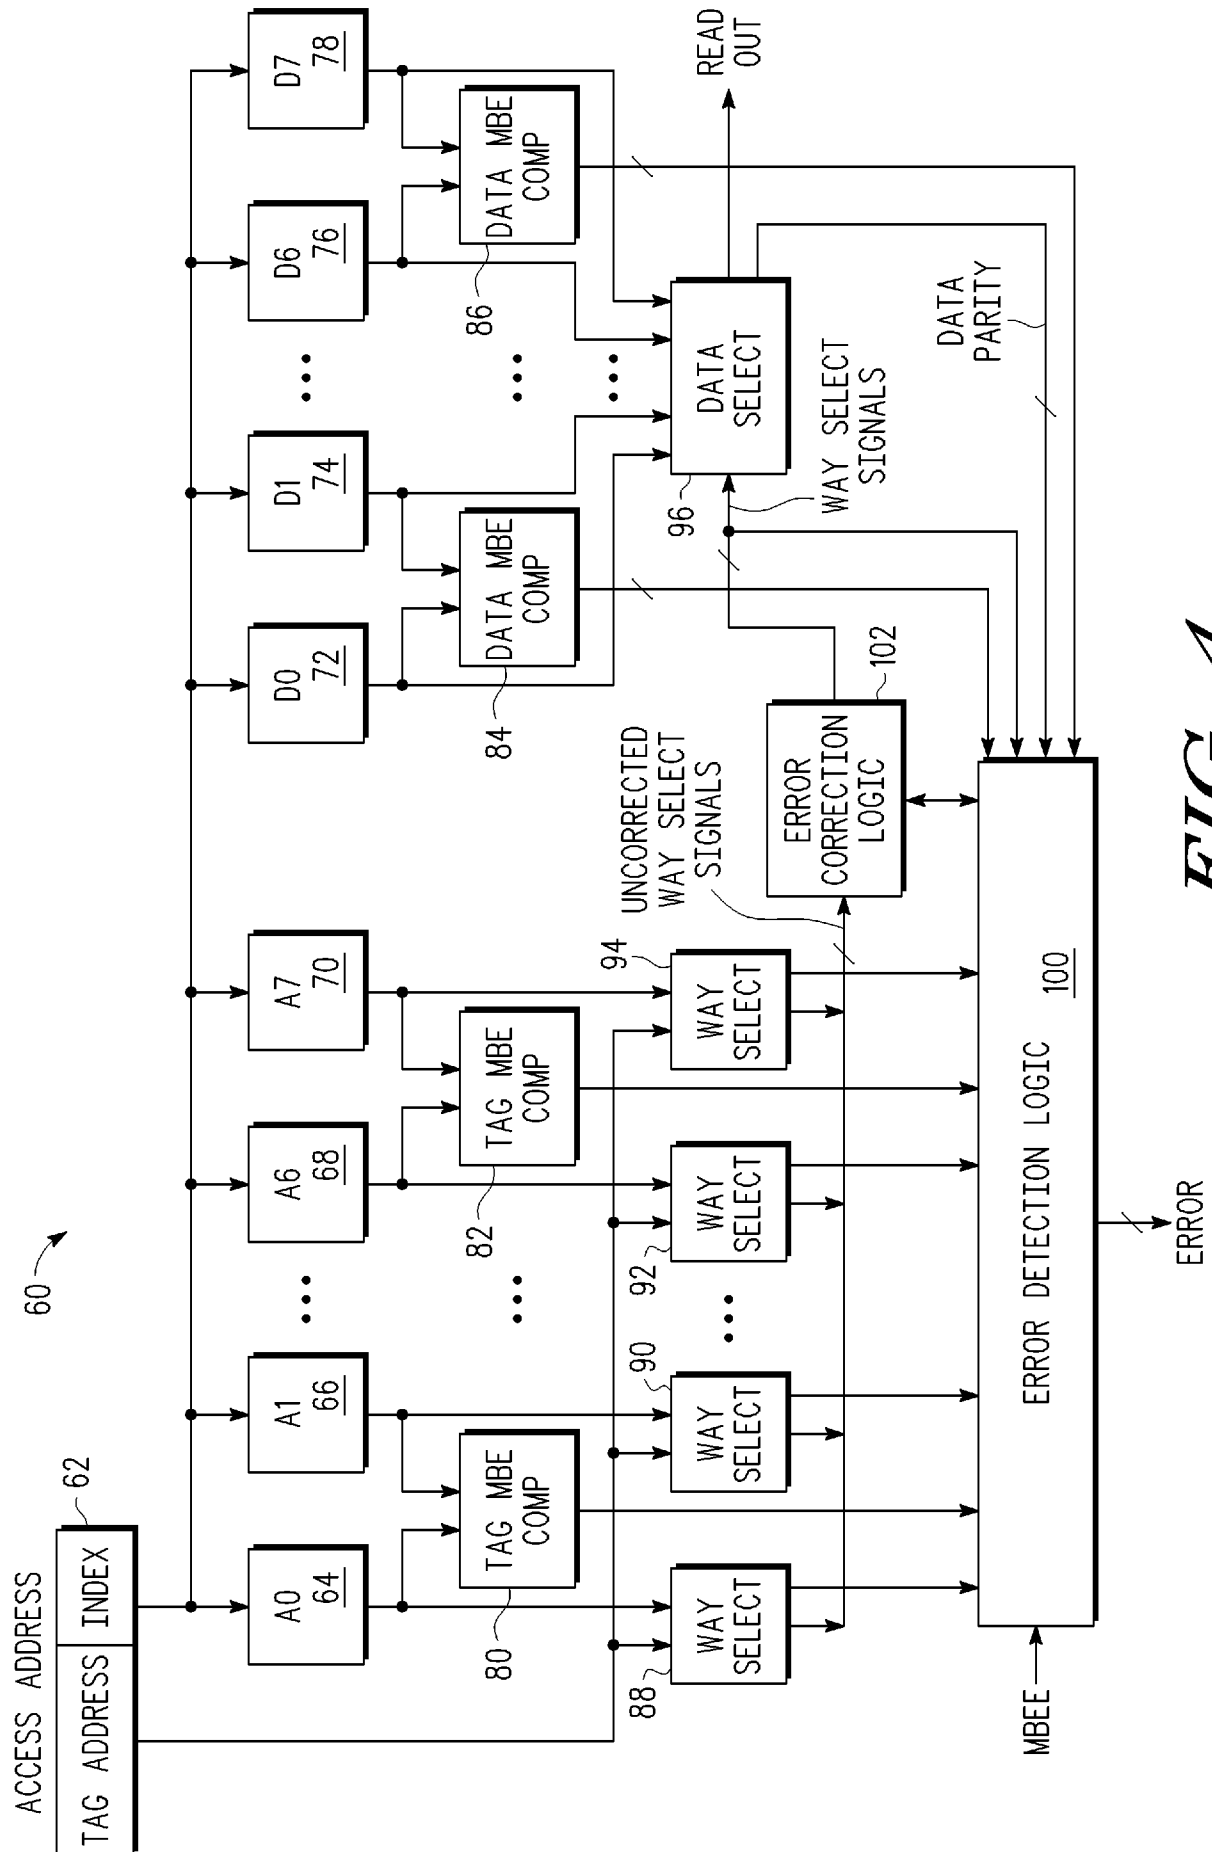 ACCESS ADDRESS
TAG ADDRESS
INDEX
62
60
A0
64
A1
66
A6
68
A7
70
D0
72
D1
74
D6
76
D7
78
TAG MBE
COMP
80
TAG MBE
COMP
82
DATA MBE
COMP
84
DATA MBE
COMP
86
WAY
SELECT
88
WAY
SELECT
90
WAY
SELECT
92
WAY
SELECT
94
DATA
SELECT
96
READ
OUT
UNCORRECTED
WAY SELECT
SIGNALS
ERROR
CORRECTION
LOGIC
102
WAY SELECT
SIGNALS
DATA
PARITY
MBEE
ERROR DETECTION LOGIC
100
ERROR
FIG. 4